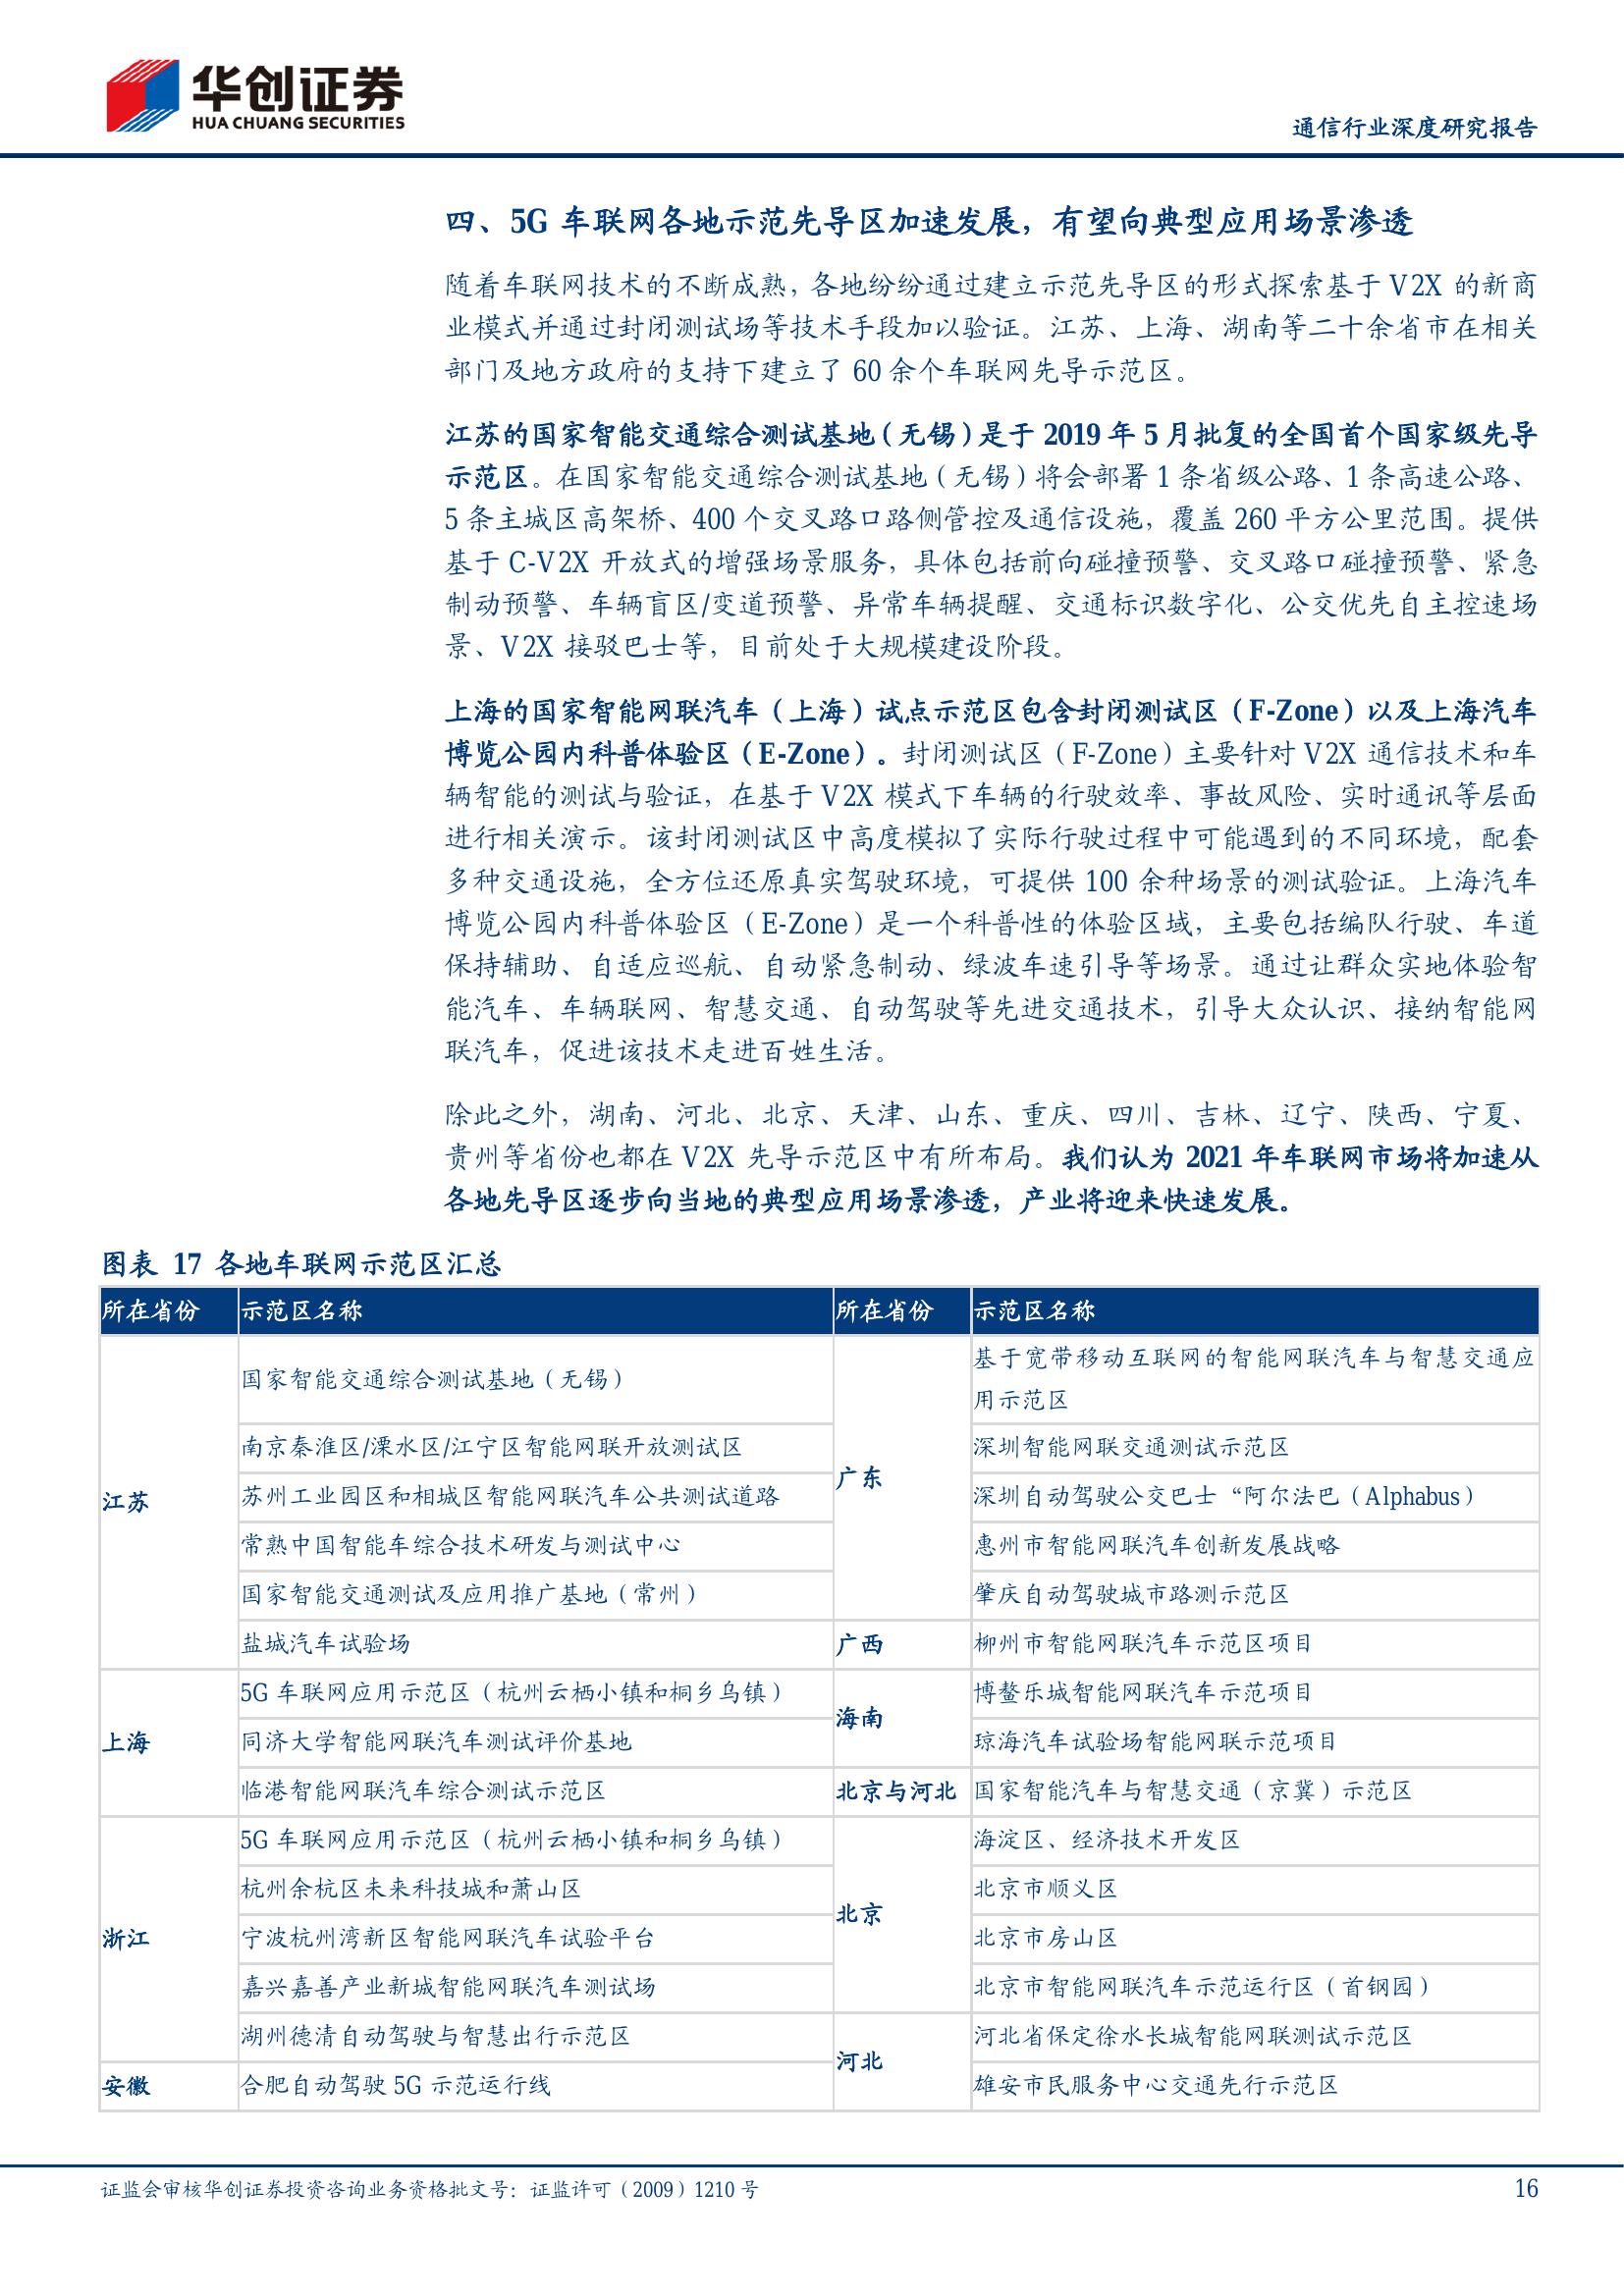 华创证券
HUA CHUANG SECURITIES
通信行业深度研究报告
四、5G 车联网各地示范先导区加速发展，有望向典型应用场景渗透
随着车联网技术的不断成熟，各地纷纷通过建立示范先导区的形式探索基于 V2X 的新商
业模式并通过封闭测试场等技术手段加以验证。江苏、上海、湖南等二十余省市在相关
部门及地方政府的支持下建立了 60 余个车联网先导示范区。
江苏的国家智能交通综合测试基地（无锡）是于 2019 年 5 月批复的全国首个国家级先导
示范区。在国家智能交通综合测试基地（无锡）将会部署 1 条省级公路、1 条高速公路、
5 条主城区高架桥、400 个交叉路口路侧管控及通信设施，覆盖 260 平方公里范围。提供
基于 C-V2X 开放式的增强场景服务，具体包括前向碰撞预警、交叉路口碰撞预警、紧急
制动预警、车辆盲区/变道预警、异常车辆提醒、交通标识数字化、公交优先自主控速场
景、V2X 接驳巴士等，目前处于大规模建设阶段。
上海的国家智能网联汽车（上海）试点示范区包含封闭测试区（F-Zone）以及上海汽车
博览公园内科普体验区（E-Zone）。封闭测试区（F-Zone）主要针对 V2X 通信技术和车
辆智能的测试与验证，在基于 V2X 模式下车辆的行驶效率、事故风险、实时通讯等层面
进行相关演示。该封闭测试区中高度模拟了实际行驶过程中可能遇到的不同环境，配套
多种交通设施，全方位还原真实驾驶环境，可提供 100 余种场景的测试验证。上海汽车
博览公园内科普体验区（E-Zone）是一个科普性的体验区域，主要包括编队行驶、车道
保持辅助、自适应巡航、自动紧急制动、绿波车速引导等场景。通过让群众实地体验智
能汽车、车辆联网、智慧交通、自动驾驶等先进交通技术，引导大众认识、接纳智能网
联汽车，促进该技术走进百姓生活。
除此之外，湖南、河北、北京、天津、山东、重庆、四川、吉林、辽宁、陕西、宁夏、
贵州等省份也都在 V2X 先导示范区中有所布局。我们认为 2021 年车联网市场将加速从
各地先导区逐步向当地的典型应用场景渗透，产业将迎来快速发展。
图表 17 各地车联网示范区汇总
所在省份 示范区名称 所在省份 示范区名称
江苏 国家智能交通综合测试基地（无锡） 广东 基于宽带移动互联网的智能网联汽车与智慧交通应
用示范区
南京秦淮区/溧水区/江宁区智能网联开放测试区 深圳智能网联交通测试示范区
苏州工业园区和相城区智能网联汽车公共测试道路 深圳自动驾驶公交巴士“阿尔法巴（Alphabus）
常熟中国智能车综合技术研发与测试中心 惠州市智能网联汽车创新发展战略
国家智能交通测试及应用推广基地（常州） 肇庆自动驾驶城市路测示范区
盐城汽车试验场 广西 柳州市智能网联汽车示范区项目
上海 5G 车联网应用示范区（杭州云栖小镇和桐乡乌镇） 海南 博鳌乐城智能网联汽车示范项目
同济大学智能网联汽车测试评价基地 琼海汽车试验场智能网联示范项目
临港智能网联汽车综合测试示范区 北京与河北 国家智能汽车与智慧交通（京冀）示范区
浙江 5G 车联网应用示范区（杭州云栖小镇和桐乡乌镇） 北京 海淀区、经济技术开发区
杭州余杭区未来科技城和萧山区 北京市顺义区
宁波杭州湾新区智能网联汽车试验平台 北京市房山区
嘉兴嘉善产业新城智能网联汽车测试场 北京市智能网联汽车示范运行区（首钢园）
湖州德清自动驾驶与智慧出行示范区 河北 河北省保定徐水长城智能网联测试示范区
安徽 合肥自动驾驶 5G 示范运行线 雄安市民服务中心交通先行示范区
证监会审核华创证券投资咨询业务资格批文号：证监许可（2009）1210 号 16